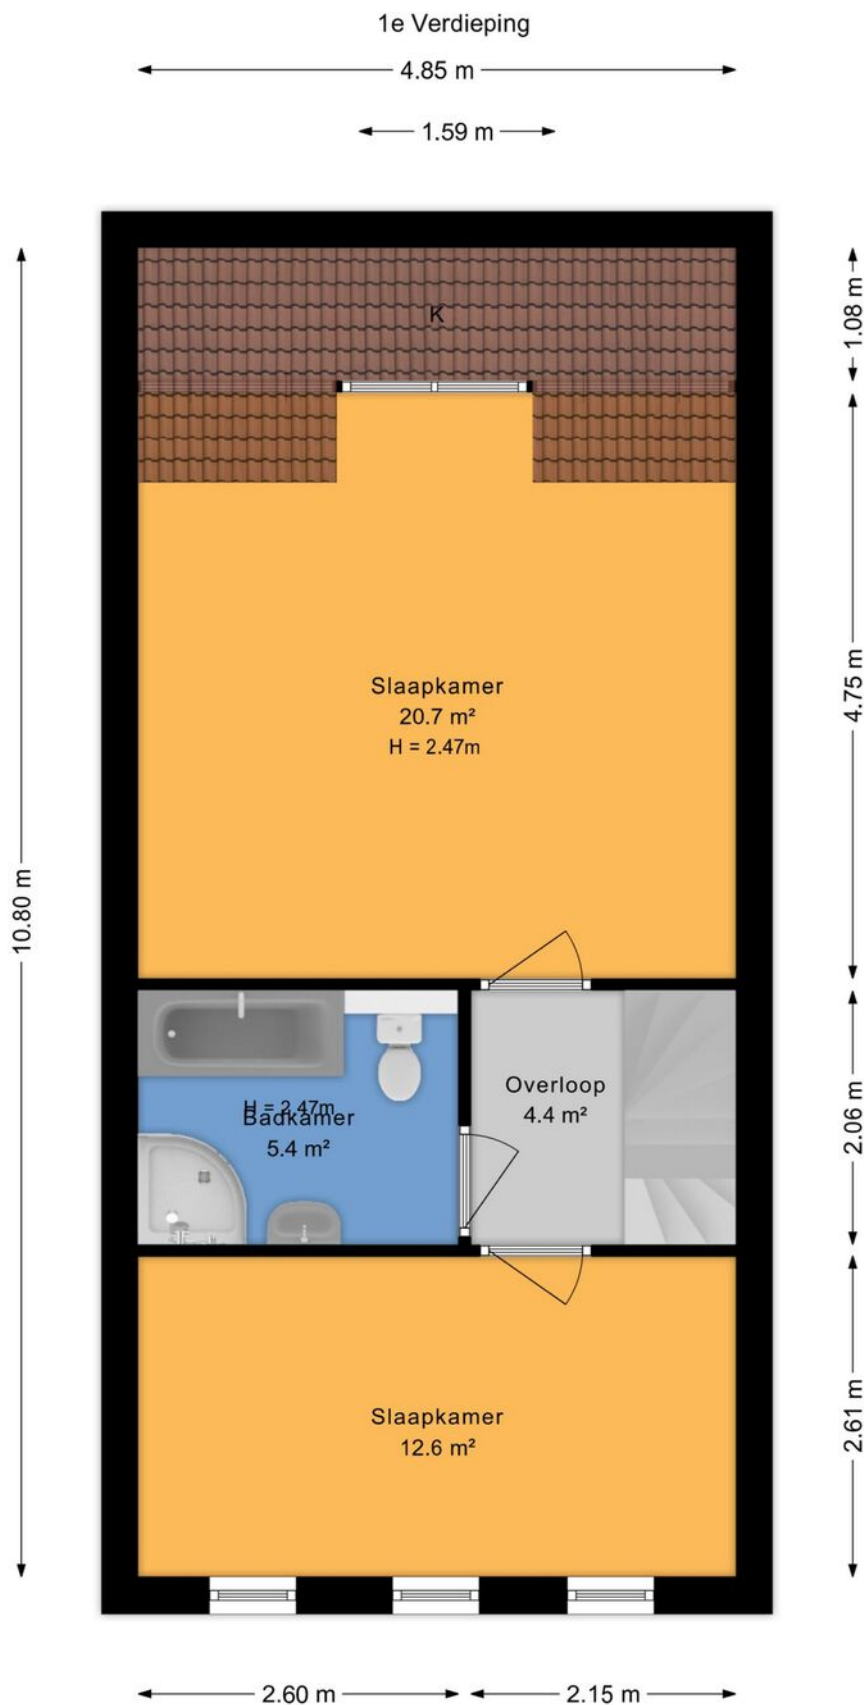 1e Verdieping
4.85 m
1.59 m
1.08 m
K
4.75 m
Slaapkamer
20.7 m²
H = 2.47m
10.80 m
Overloop
4.4 m²
H = 2.47m
Badkamer
5.4 m²
2.06 m
Slaapkamer
12.6 m²
2.61 m
2.60 m
2.15 m